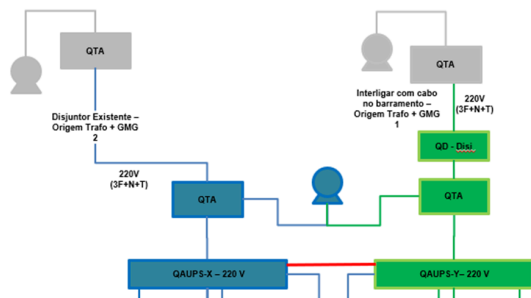 QTA
QTA
Disjuntor Existente –
Origem Trafo + GMG
2
Interligar com cabo
no barramento –
Origem Trafo + GMG
1
220V
(3F+N+T)
QD - Disj
220V
(3F+N+T)
QTA
QTA
QAUPS-X – 220 V
QAUPS-Y– 220 V